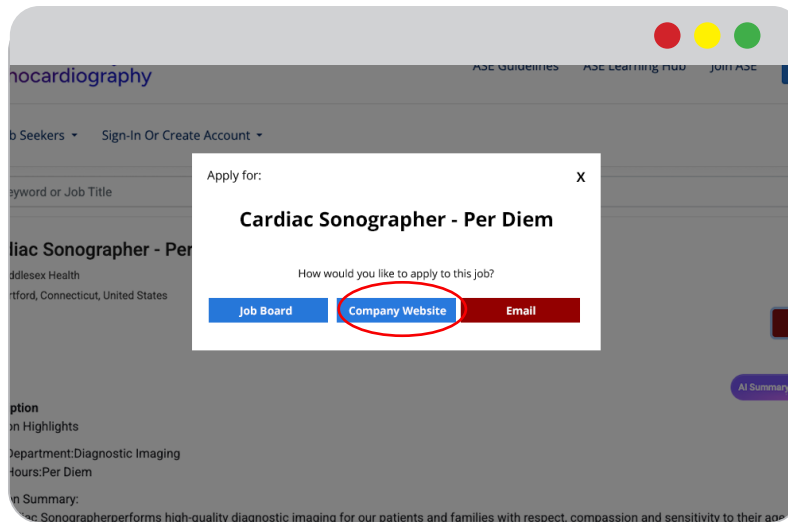 nocardiography
ASE Guidelines ASE Learning Hub Join ASE
b Seekers Sign-In Or Create Account
eyword or Job Title
Apply for: X
Cardiac Sonographer - Per Diem
How would you like to apply to this job?
Job Board Company Website Email
liac Sonographer - Per
ddlesex Health
rtford, Connecticut, United States
AI Summary
ption
on Highlights
Department:Diagnostic Imaging
Hours:Per Diem
n Summary:
iac Sonographerperforms high-quality diagnostic imaging for our patients and families with respect, compassion and sensitivity to their age